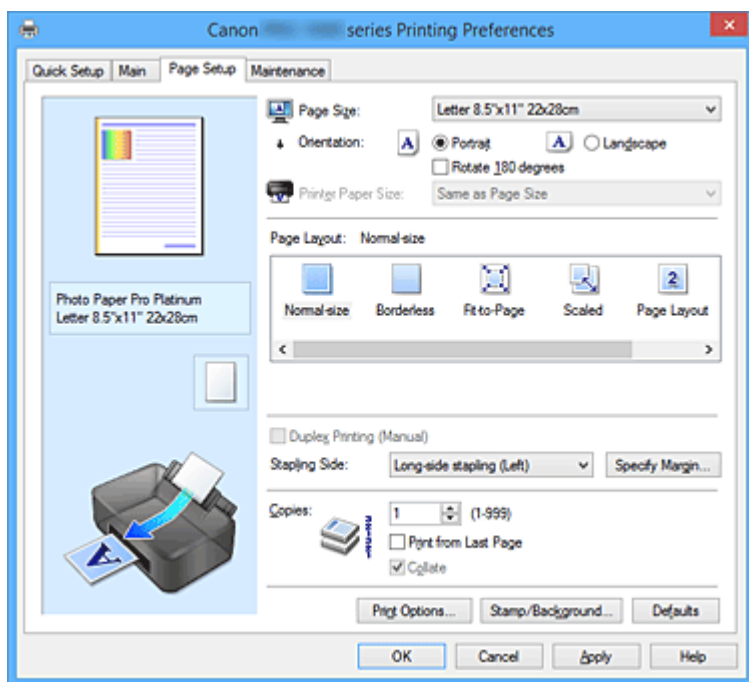 Canon series Printing Preferences
Quick Setup Main Page Setup Maintenance
Page Size: Letter 8.5"x11" 22x28cm
Orientation: A Portrait A Landscape
Rotate 180 degrees
Printer Paper Size: Same as Page Size
Page Layout: Normal-size
Normal-size Borderless Fit-to-Page Scaled Page Layout
2
Photo Paper Pro Platinum
Letter 8.5"x11" 22x28cm
Duplex Printing (Manual)
Stapling Side: Long-side stapling (Left) Specify Margin...
Copies: 1 (1-999)
Print from Last Page
Collate
A
Print Options... Stamp/Background... Defaults
OK Cancel Apply Help